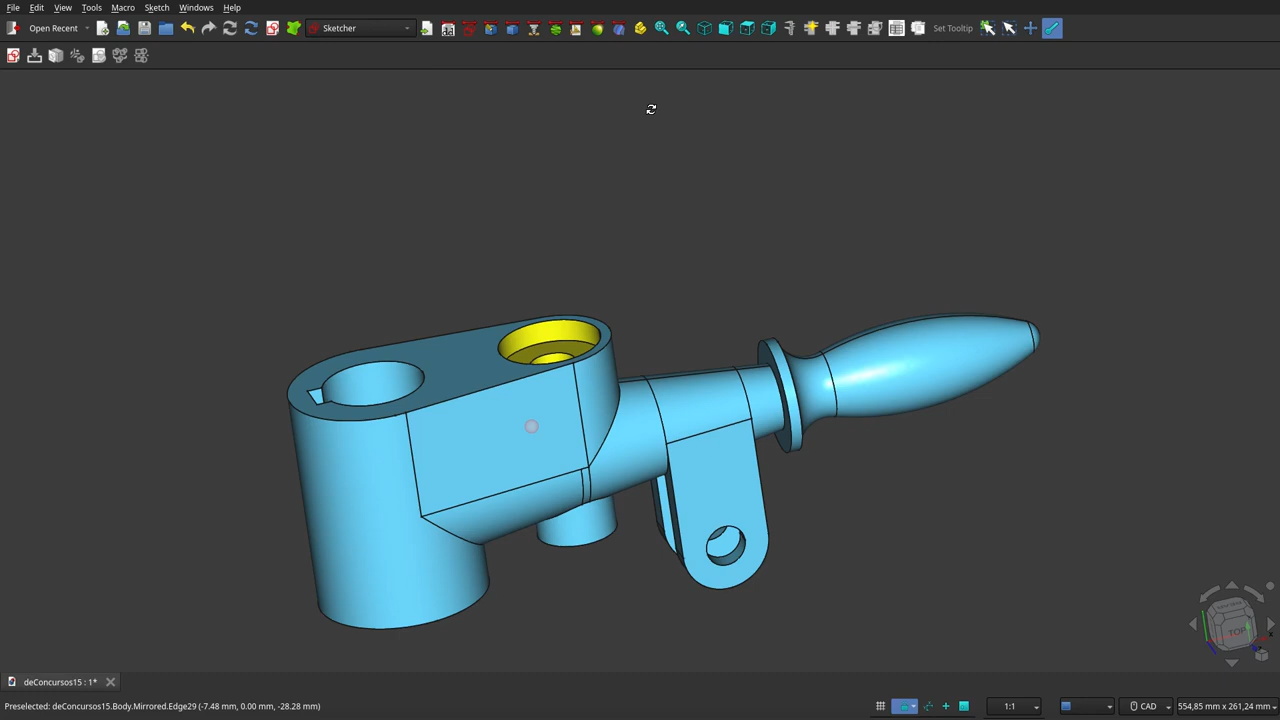 File Edit View Tools Macro Sketch Windows Help
Open Recent Sketcher Set Tooltip
TOP
deConcursos15 : 1*
Preselected: deConcursos15.Body.Mirrored.Edge29 (-7.48 mm, 0.00 mm, -28.28 mm) 1:1 CAD 554,85 mm x 261,24 mm